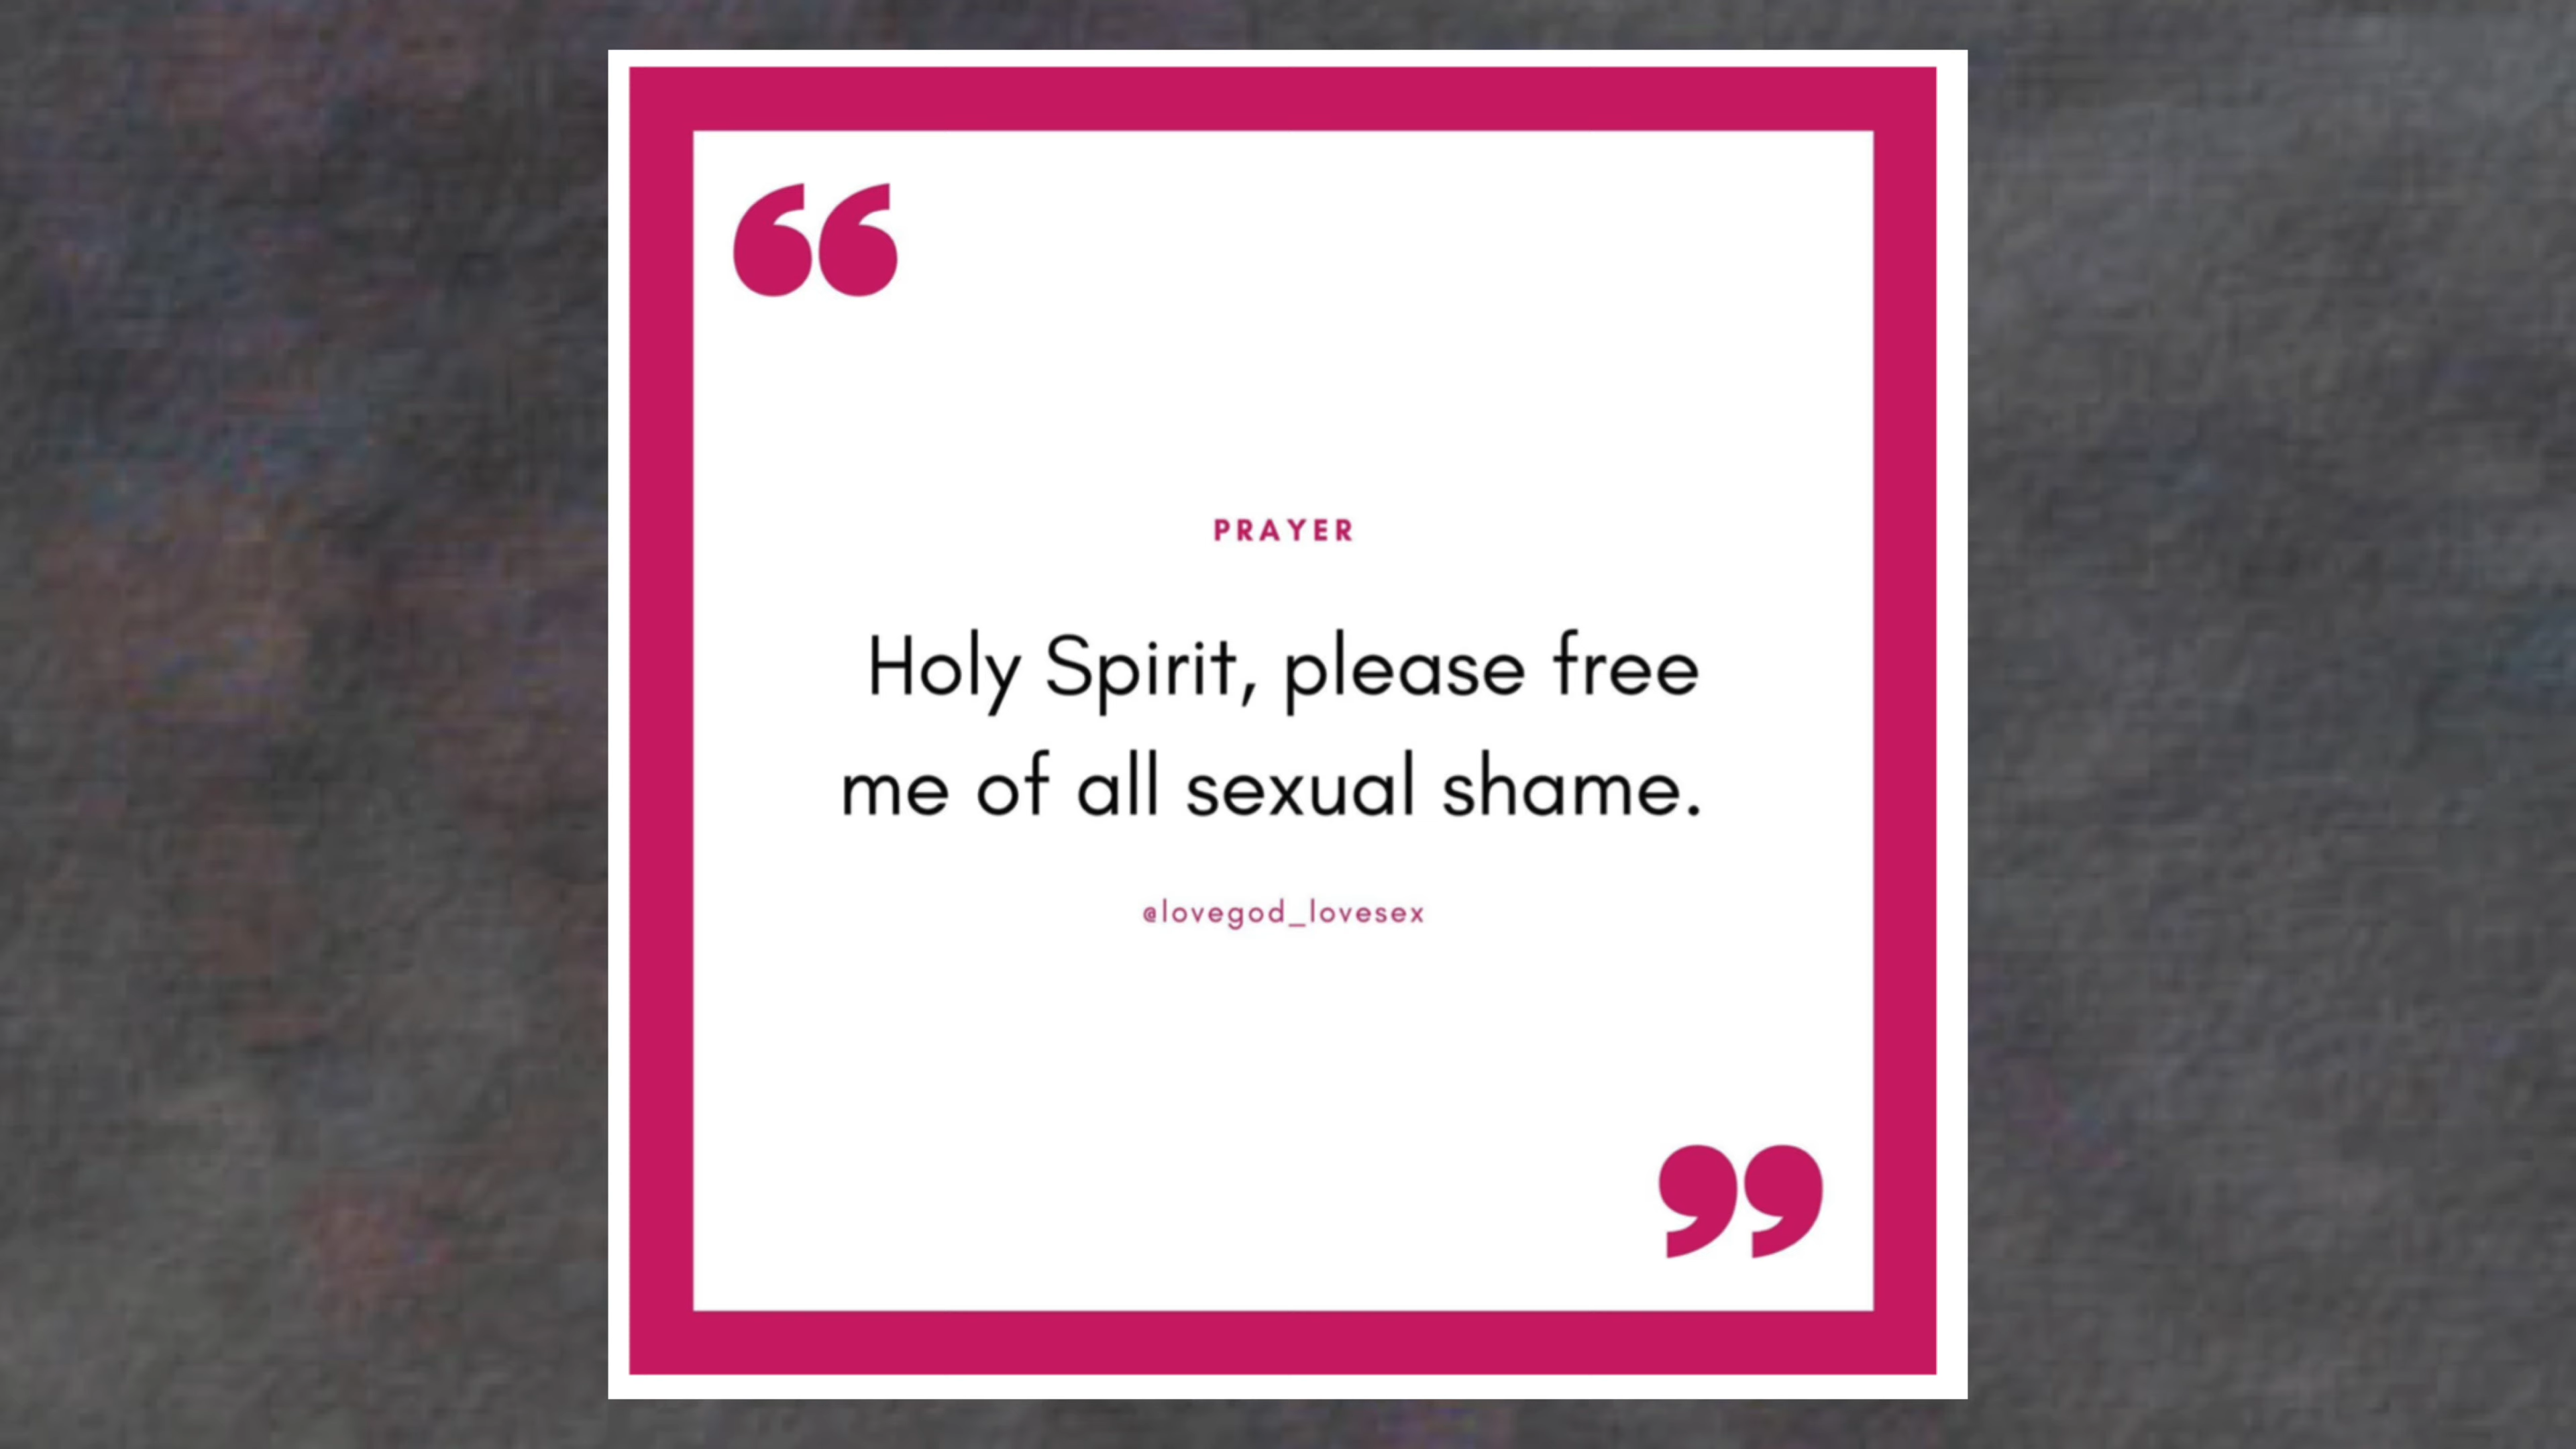 “
PRAYER
Holy Spirit, please free
me of all sexual shame.
@lovegod_lovesex
”